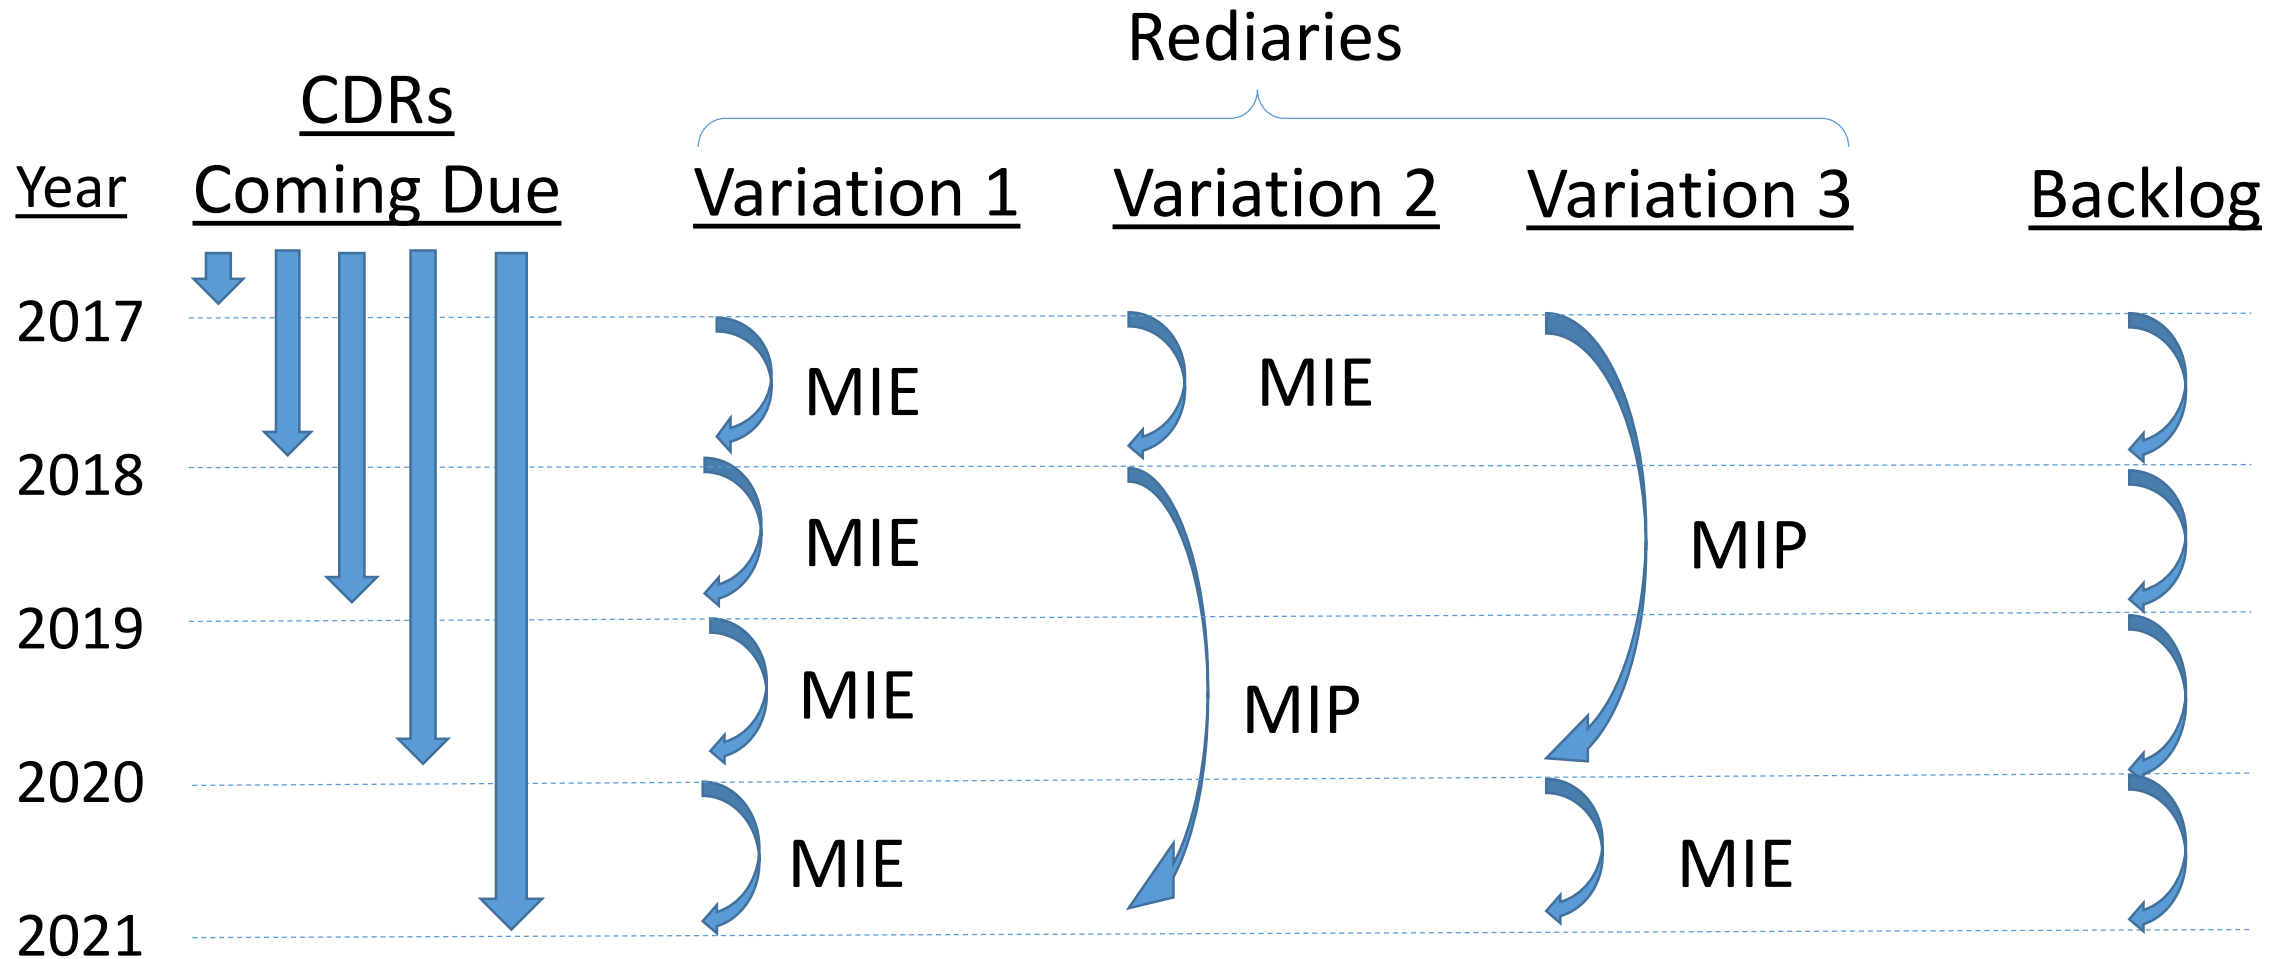 Rediaries
CDRs
Year Coming Due Variation 1 Variation 2 Variation 3 Backlog
2017
MIE MIE
2018
MIE MIP
2019
MIE MIP
2020
MIE MIE
2021